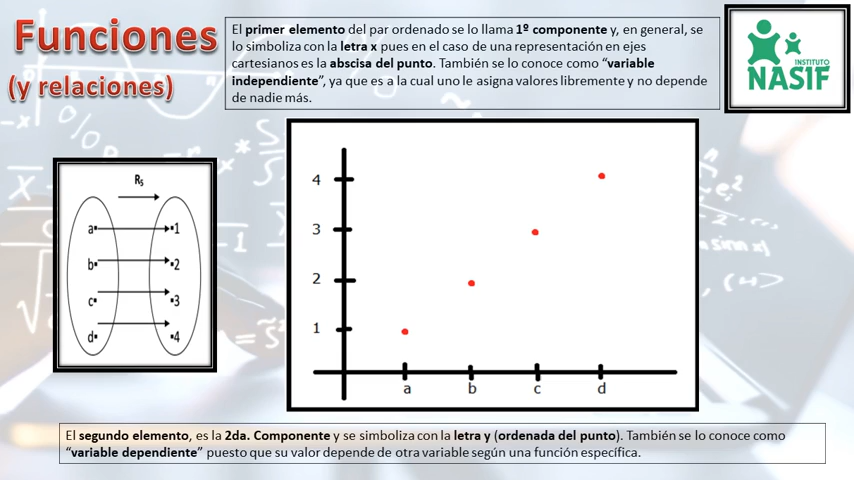 Funciones
(y relaciones)
El primer elemento del par ordenado se lo llama 1º componente y, en general, se
lo simboliza con la letra x pues en el caso de una representación en ejes
cartesianos es la abscisa del punto. También se lo conoce como “variable
independiente”, ya que es a la cual uno le asigna valores libremente y no depende
de nadie más.
INSTITUTO
NASIF
R5
a 1
b 2
c 3
d 4
4
3
2
1
a b c d
El segundo elemento, es la 2da. Componente y se simboliza con la letra y (ordenada del punto). También se lo conoce como
“variable dependiente” puesto que su valor depende de otra variable según una función específica.